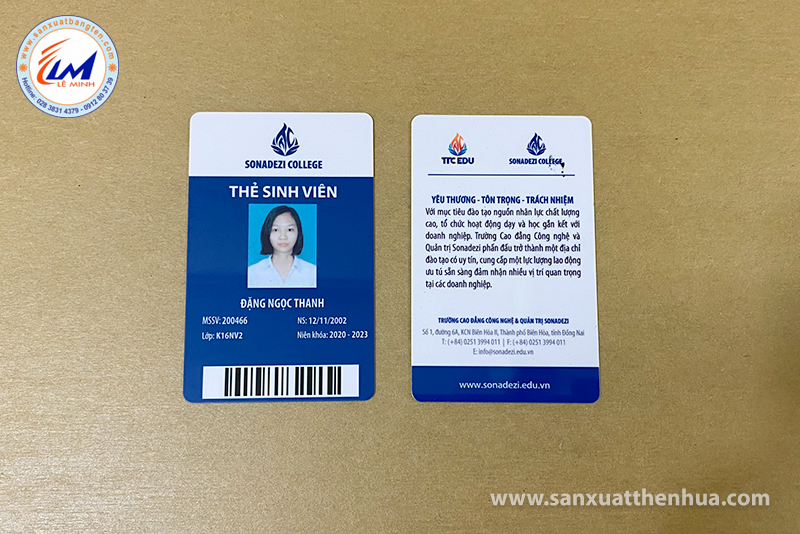 www.sanxuatbangten.com
LM
LÊ MINH
Hotline: 028 3831 4379 - 0912 80 37 39
SONADEZI COLLEGE
THẺ SINH VIÊN
ĐẶNG NGỌC THANH
MSSV: 200466
NS: 12/11/2002
Lớp: K16NV2
Niên khóa: 2020 - 2023
TTC EDU
SONADEZI COLLEGE
YÊU THƯƠNG - TÔN TRỌNG - TRÁCH NHIỆM
Với mục tiêu đào tạo nguồn nhân lực chất lượng
cao, tổ chức hoạt động dạy và học gắn kết với
doanh nghiệp. Trường Cao đẳng Công nghệ và
Quản trị Sonadezi phấn đấu trở thành một địa chỉ
đào tạo có uy tín, cung cấp một lực lượng lao động
ưu tú sẵn sàng đảm nhận nhiều vị trí quan trọng
tại các doanh nghiệp.
TRƯỜNG CAO ĐẲNG CÔNG NGHỆ & QUẢN TRỊ SONADEZI
Số 1, đường 6A, KCN Biên Hòa II, Thành phố Biên Hòa, tỉnh Đồng Nai
T: (+84) 0251 3994 011 | F: (+84) 0251 3994 011
E: info@sonadezi.edu.vn
www.sonadezi.edu.vn
www.sanxuatthenhua.com